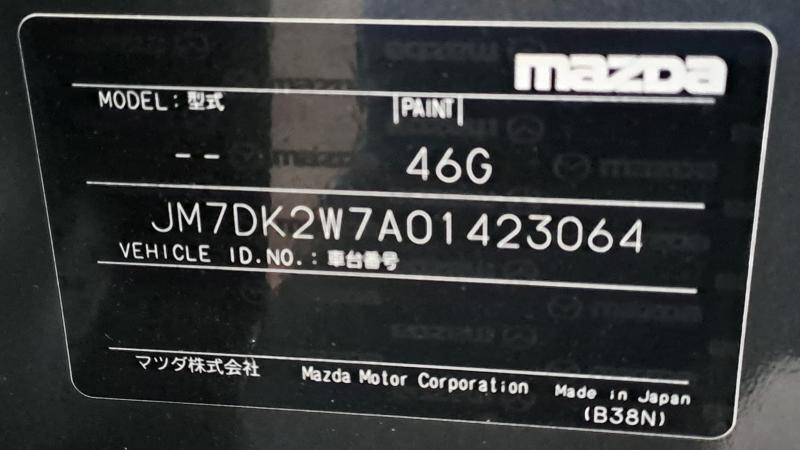 mazda
MODEL : 型式 |PAINT|
-- 46G
JM7DK2W7A01423064
VEHICLE ID.NO. : 車台番号
マツダ株式会社 Mazda Motor Corporation Made in Japan
(B38N)